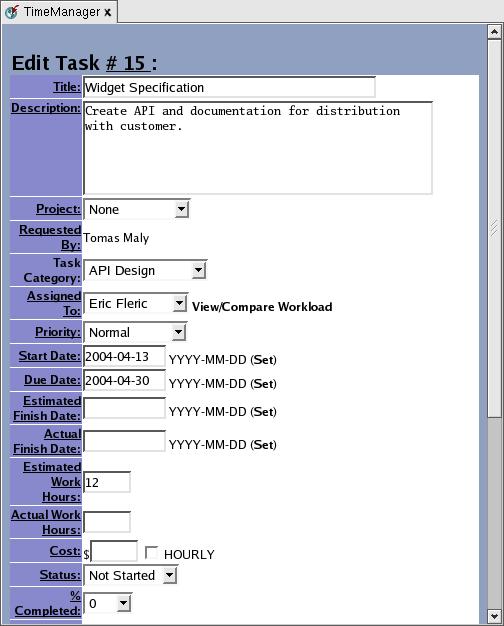 TimeManager x
Edit Task # 15 :
Title: Widget Specification
Description: Create API and documentation for distribution
with customer.
Project: None
Requested
By: Tomas Maly
Task
Category: API Design
Assigned
To: Eric Fleric View/Compare Workload
Priority: Normal
Start Date: 2004-04-13 YYYY-MM-DD (Set)
Due Date: 2004-04-30 YYYY-MM-DD (Set)
Estimated
Finish Date: YYYY-MM-DD (Set)
Actual
Finish Date: YYYY-MM-DD (Set)
Estimated
Work
Hours: 12
Actual Work
Hours:
Cost: $ HOURLY
Status: Not Started
%
Completed: 0